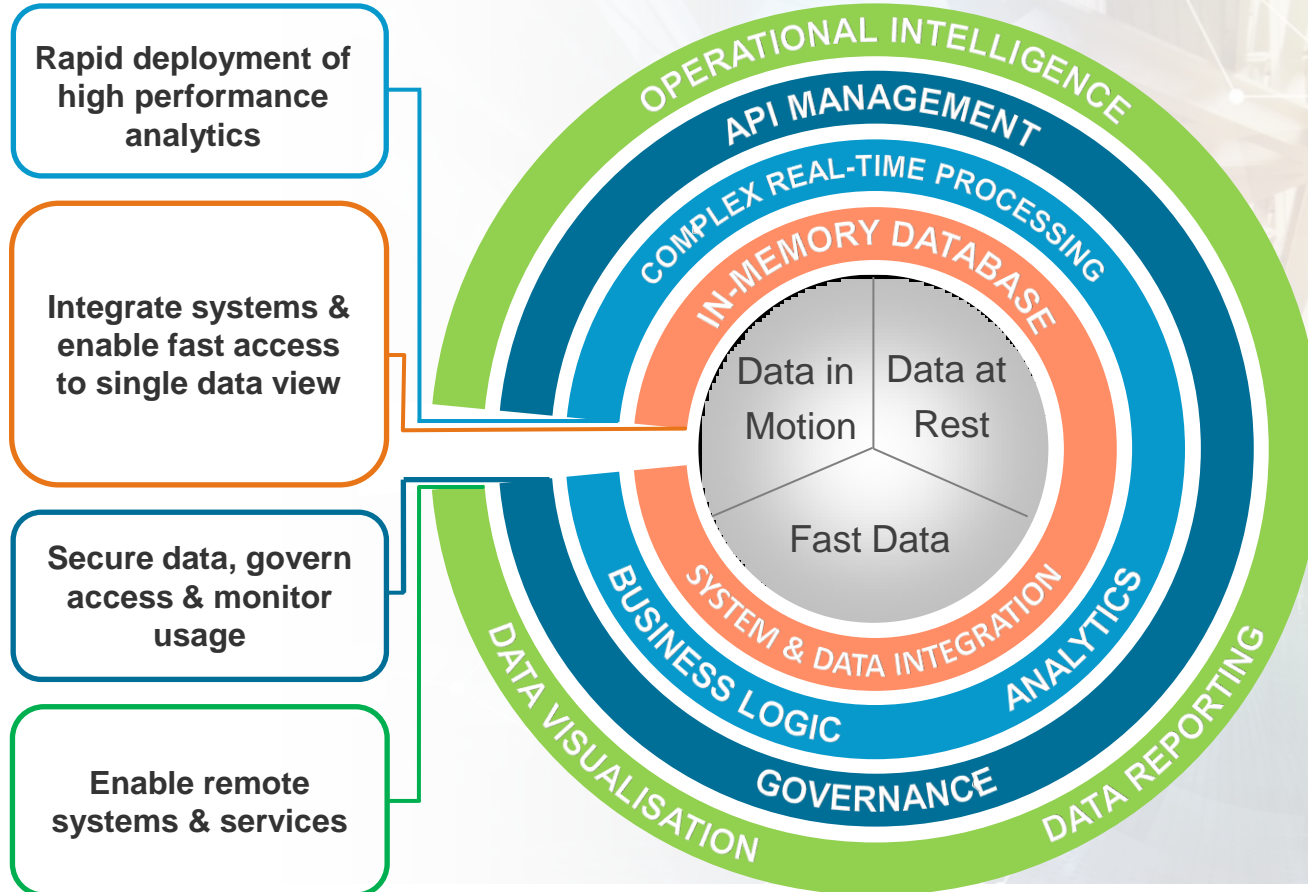 Rapid deployment of
high performance
analytics
Integrate systems &
enable fast access
to single data view
Secure data, govern
access & monitor
usage
Enable remote
systems & services
OPERATIONAL INTELLIGENCE
API MANAGEMENT
COMPLEX REAL-TIME PROCESSING
IN-MEMORY DATABASE
Data in
Motion
Data at
Rest
Fast Data
SYSTEM & DATA INTEGRATION
BUSINESS LOGIC
ANALYTICS
GOVERNANCE
DATA VISUALISATION
DATA REPORTING